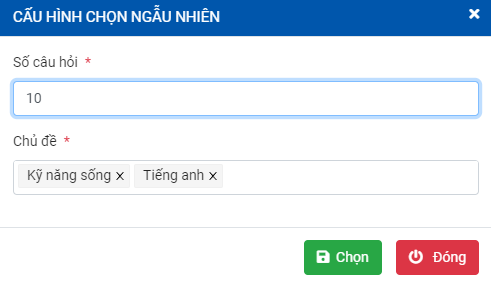 CẤU HÌNH CHỌN NGẪU NHIÊN
Số câu hỏi *
10
Chủ đề *
Kỹ năng sống x Tiếng anh x
Chọn Đóng